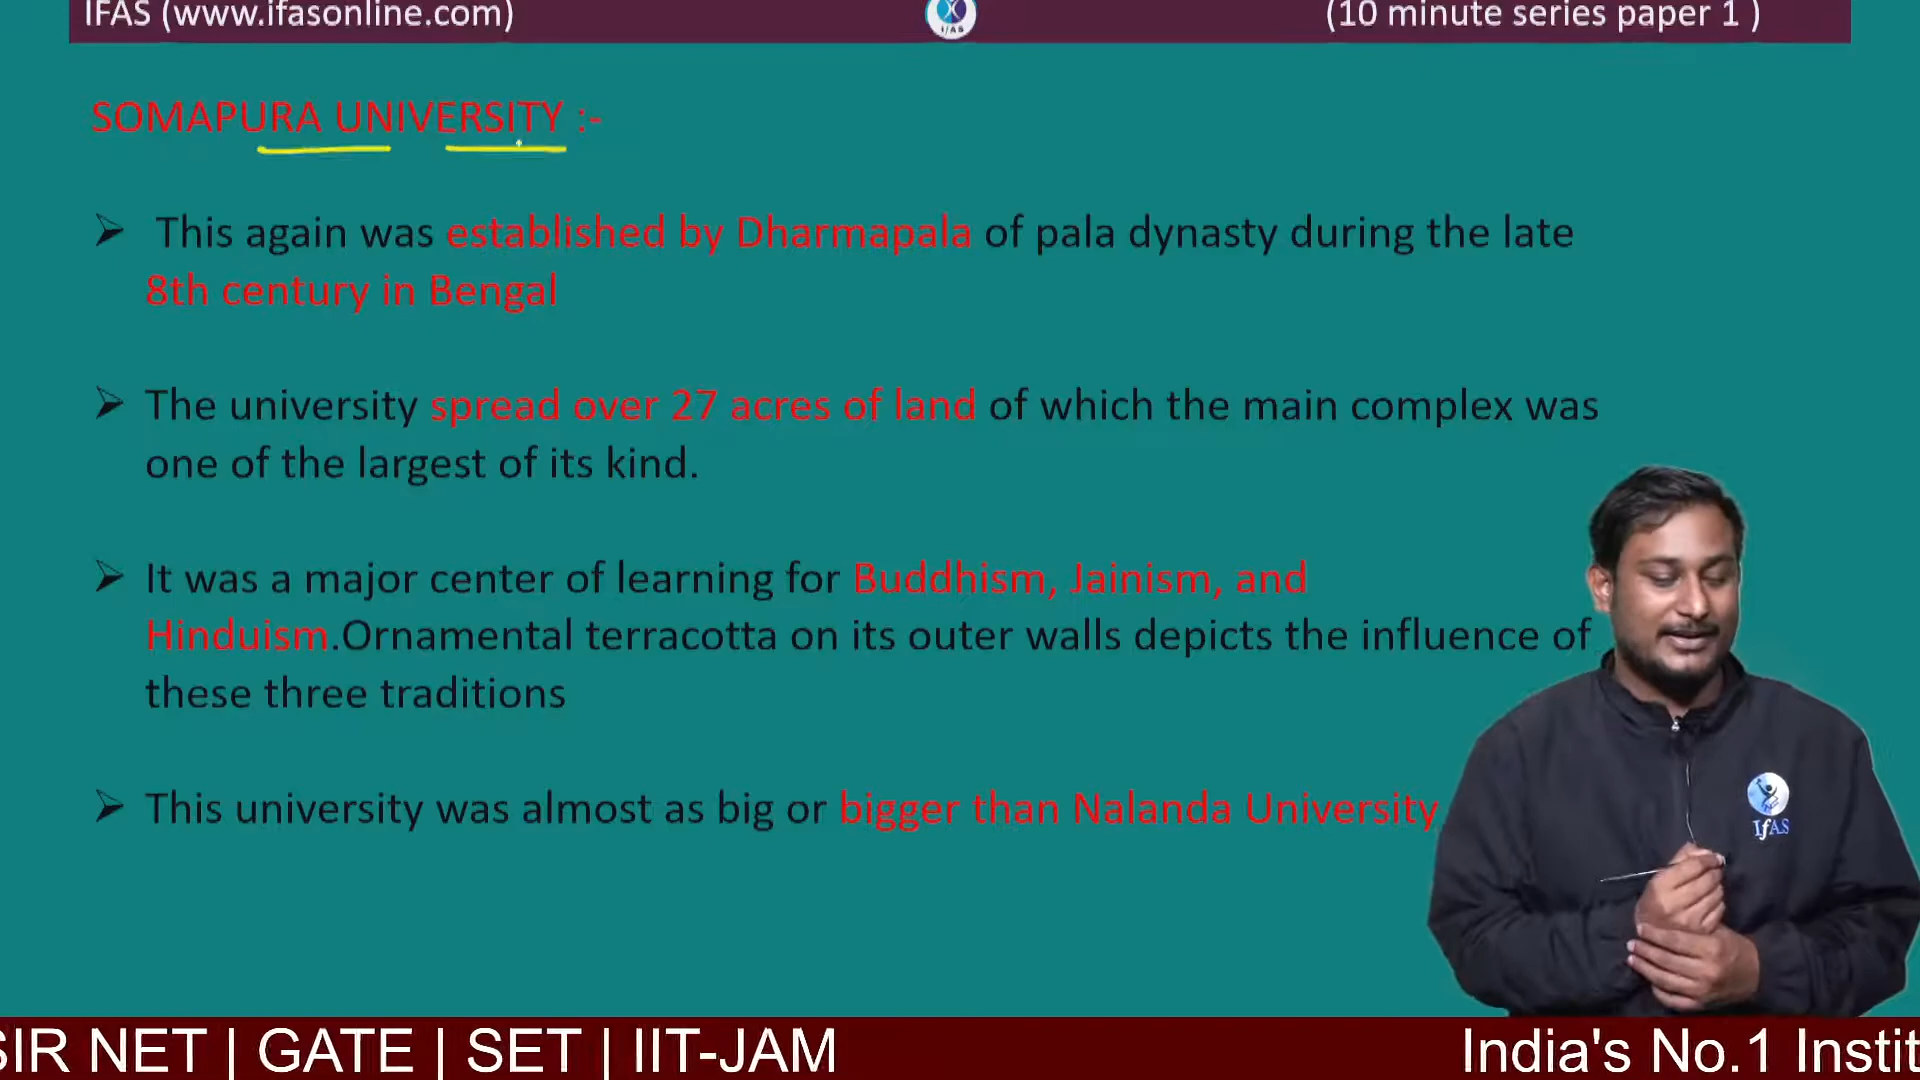 IFAS (www.ifasonline.com)
IfAS
(10 minute series paper 1 )
SOMAPURA UNIVERSITY :-
➢ This again was established by Dharmapala of pala dynasty during the late
8th century in Bengal
➢ The university spread over 27 acres of land of which the main complex was
one of the largest of its kind.
➢ It was a major center of learning for Buddhism, Jainism, and
Hinduism.Ornamental terracotta on its outer walls depicts the influence of
these three traditions
➢ This university was almost as big or bigger than Nalanda University
IfAS
SIR NET | GATE | SET | IIT-JAM
India's No.1 Instit